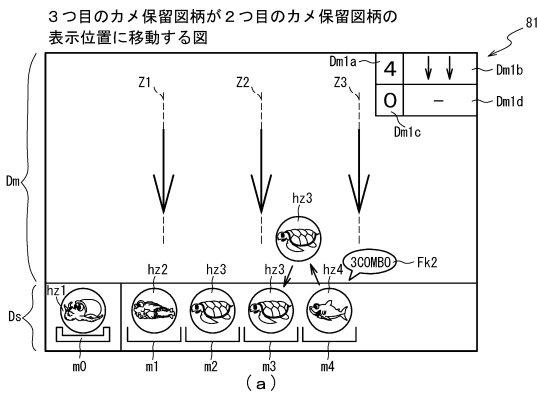 ３つ目のカメ保留図柄が２つ目のカメ保留図柄の
表示位置に移動する図
81
Dm1a 4 ↓↓ Dm1b
0 － Dm1d
Dm1c
Z1 Z2 Z3
Dm
hz3
3COMBO Fk2
hz1 hz2 hz3 hz3 hz4
Ds
m0 m1 m2 m3 m4
(a)